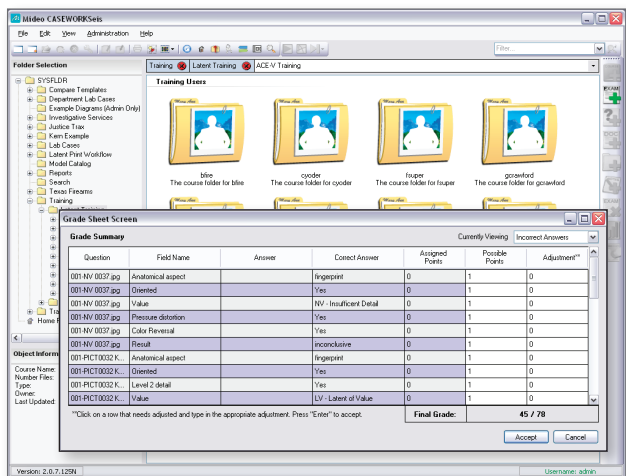 Mideo CASEWORKSeis
File Edit View Administration Help
Filter...
Folder Selection
Training Latent Training ACE-V Training
SYSFLDR
Compare Templates
Department Lab Cases
Example Diagrams (Admin Only)
Investigative Services
Justice Trax
Kern Example
Lab Cases
Latent Print Workflow
Model Catalog
Reports
Search
Texas Firearms
Training
Training Users
bfire
The course folder for bfire
cyoder
The course folder for cyoder
fsuper
The course folder for fsuper
gcrawford
The course folder for gcrawford
EXAM
DOC
Tra
Home F
Object Inform
Course Name:
Number Files:
Type:
Owner:
Last Updated:
Grade Sheet Screen
Grade Summary
Currently Viewing Incorrect Answers
Question Field Name Answer Correct Answer Assigned Points Possible Points Adjustment**
001-NV 0037.jpg Anatomical aspect fingerprint 0 1 0
001-NV 0037.jpg Oriented Yes 0 1 0
001-NV 0037.jpg Value NV - Insufficent Detail 0 1 0
001-NV 0037.jpg Pressure distortion Yes 0 1 0
001-NV 0037.jpg Color Reversal Yes 0 1 0
001-NV 0037.jpg Result inconclusive 0 1 0
001-PICT0032 K... Anatomical aspect fingerprint 0 1 0
001-PICT0032 K... Oriented Yes 0 1 0
001-PICT0032 K... Level 2 detail Yes 0 1 0
001-PICT0032 K... Value LV - Latent of Value 0 1 0
**Click on a row that needs adjusted and type in the appropriate adjustment. Press "Enter" to accept.
Final Grade: 45 / 78
Accept Cancel
Version: 2.0.7.125N
Username: admin